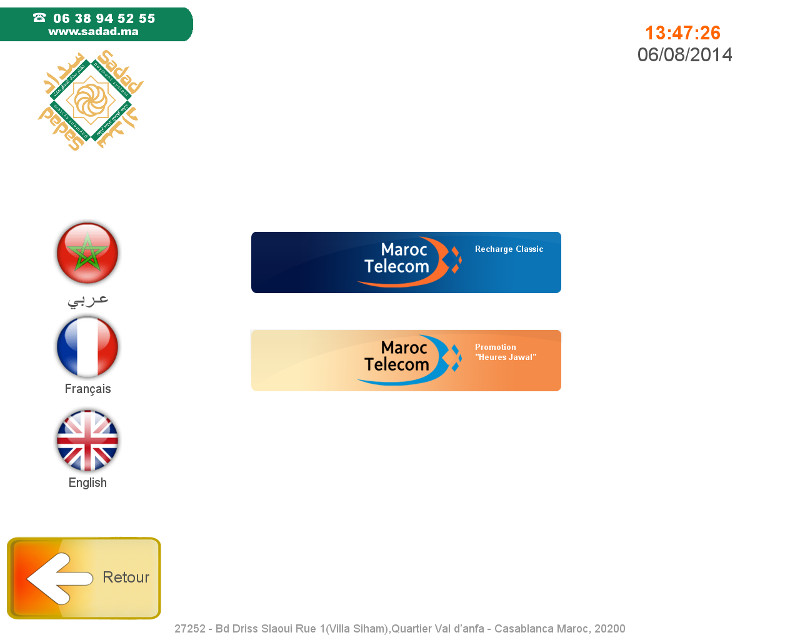 ☎ 06 38 94 52 55
www.sadad.ma
13:47:26
06/08/2014
Sadad
سداد
Sadad
سداد
عـربي
Français
English
Maroc
Telecom
Recharge Classic
Maroc
Telecom
Promotion
"Heures Jawal"
Retour
27252 - Bd Driss Slaoui Rue 1(Villa Siham),Quartier Val d'anfa - Casablanca Maroc, 20200